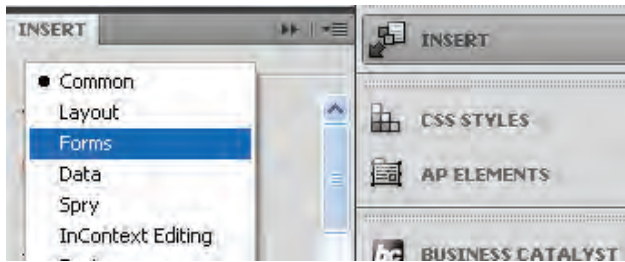 INSERT
Common
Layout
Forms
Data
Spry
InContext Editing
INSERT
CSS STYLES
AP ELEMENTS
BUSINESS CATALYST